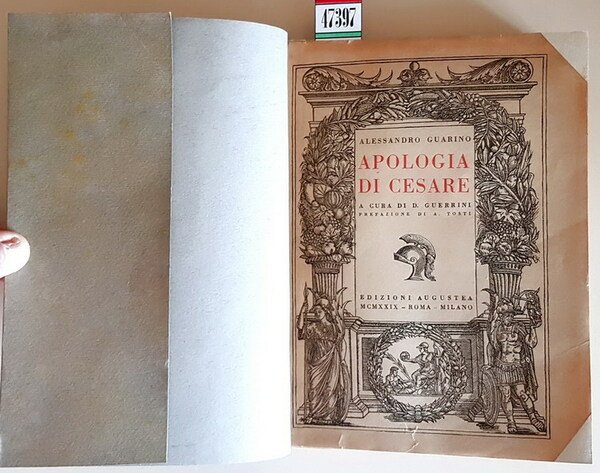 47397
ALESSANDRO GUARINO
APOLOGIA
DI CESARE
A CURA DI D. GUERRINI
PREFAZIONE DI A. TOSTI
EDIZIONI AUGUSTEA
MCMXXIX - ROMA - MILANO